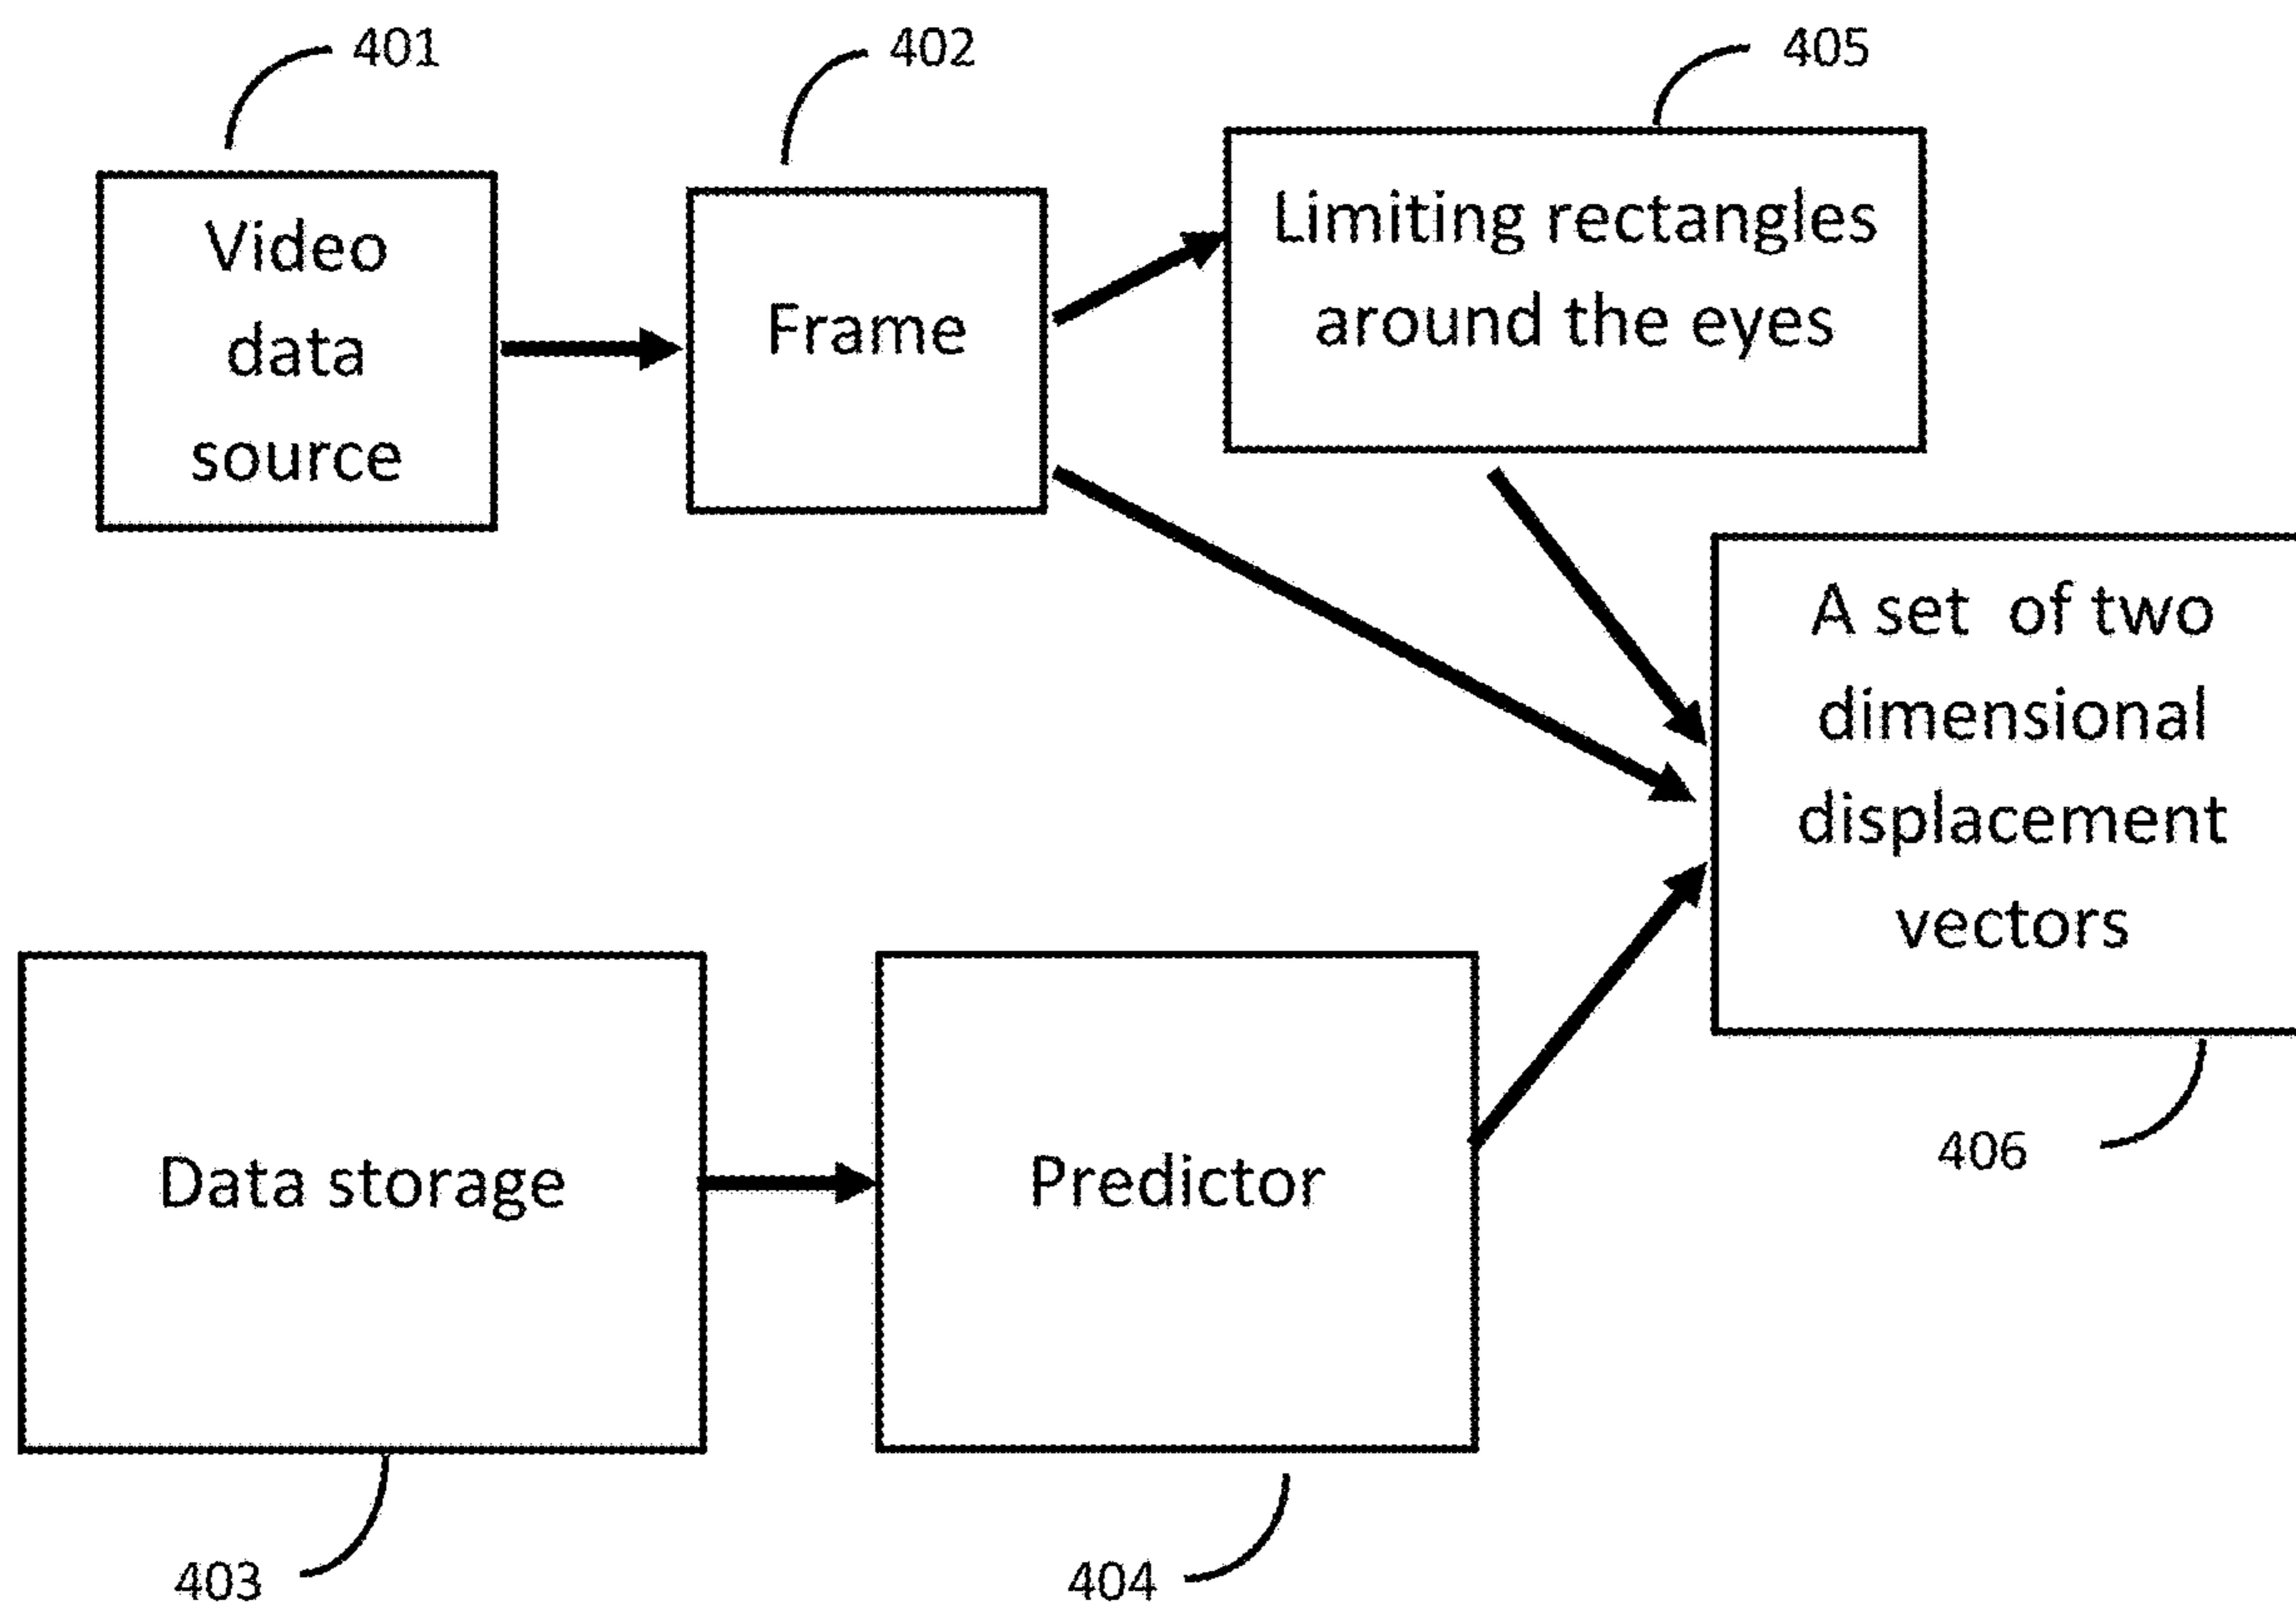 401
402
405
Video
data
source
Frame
Limiting rectangles
around the eyes
A set of two
dimensional
displacement
vectors
Data storage
Predictor
406
403
404